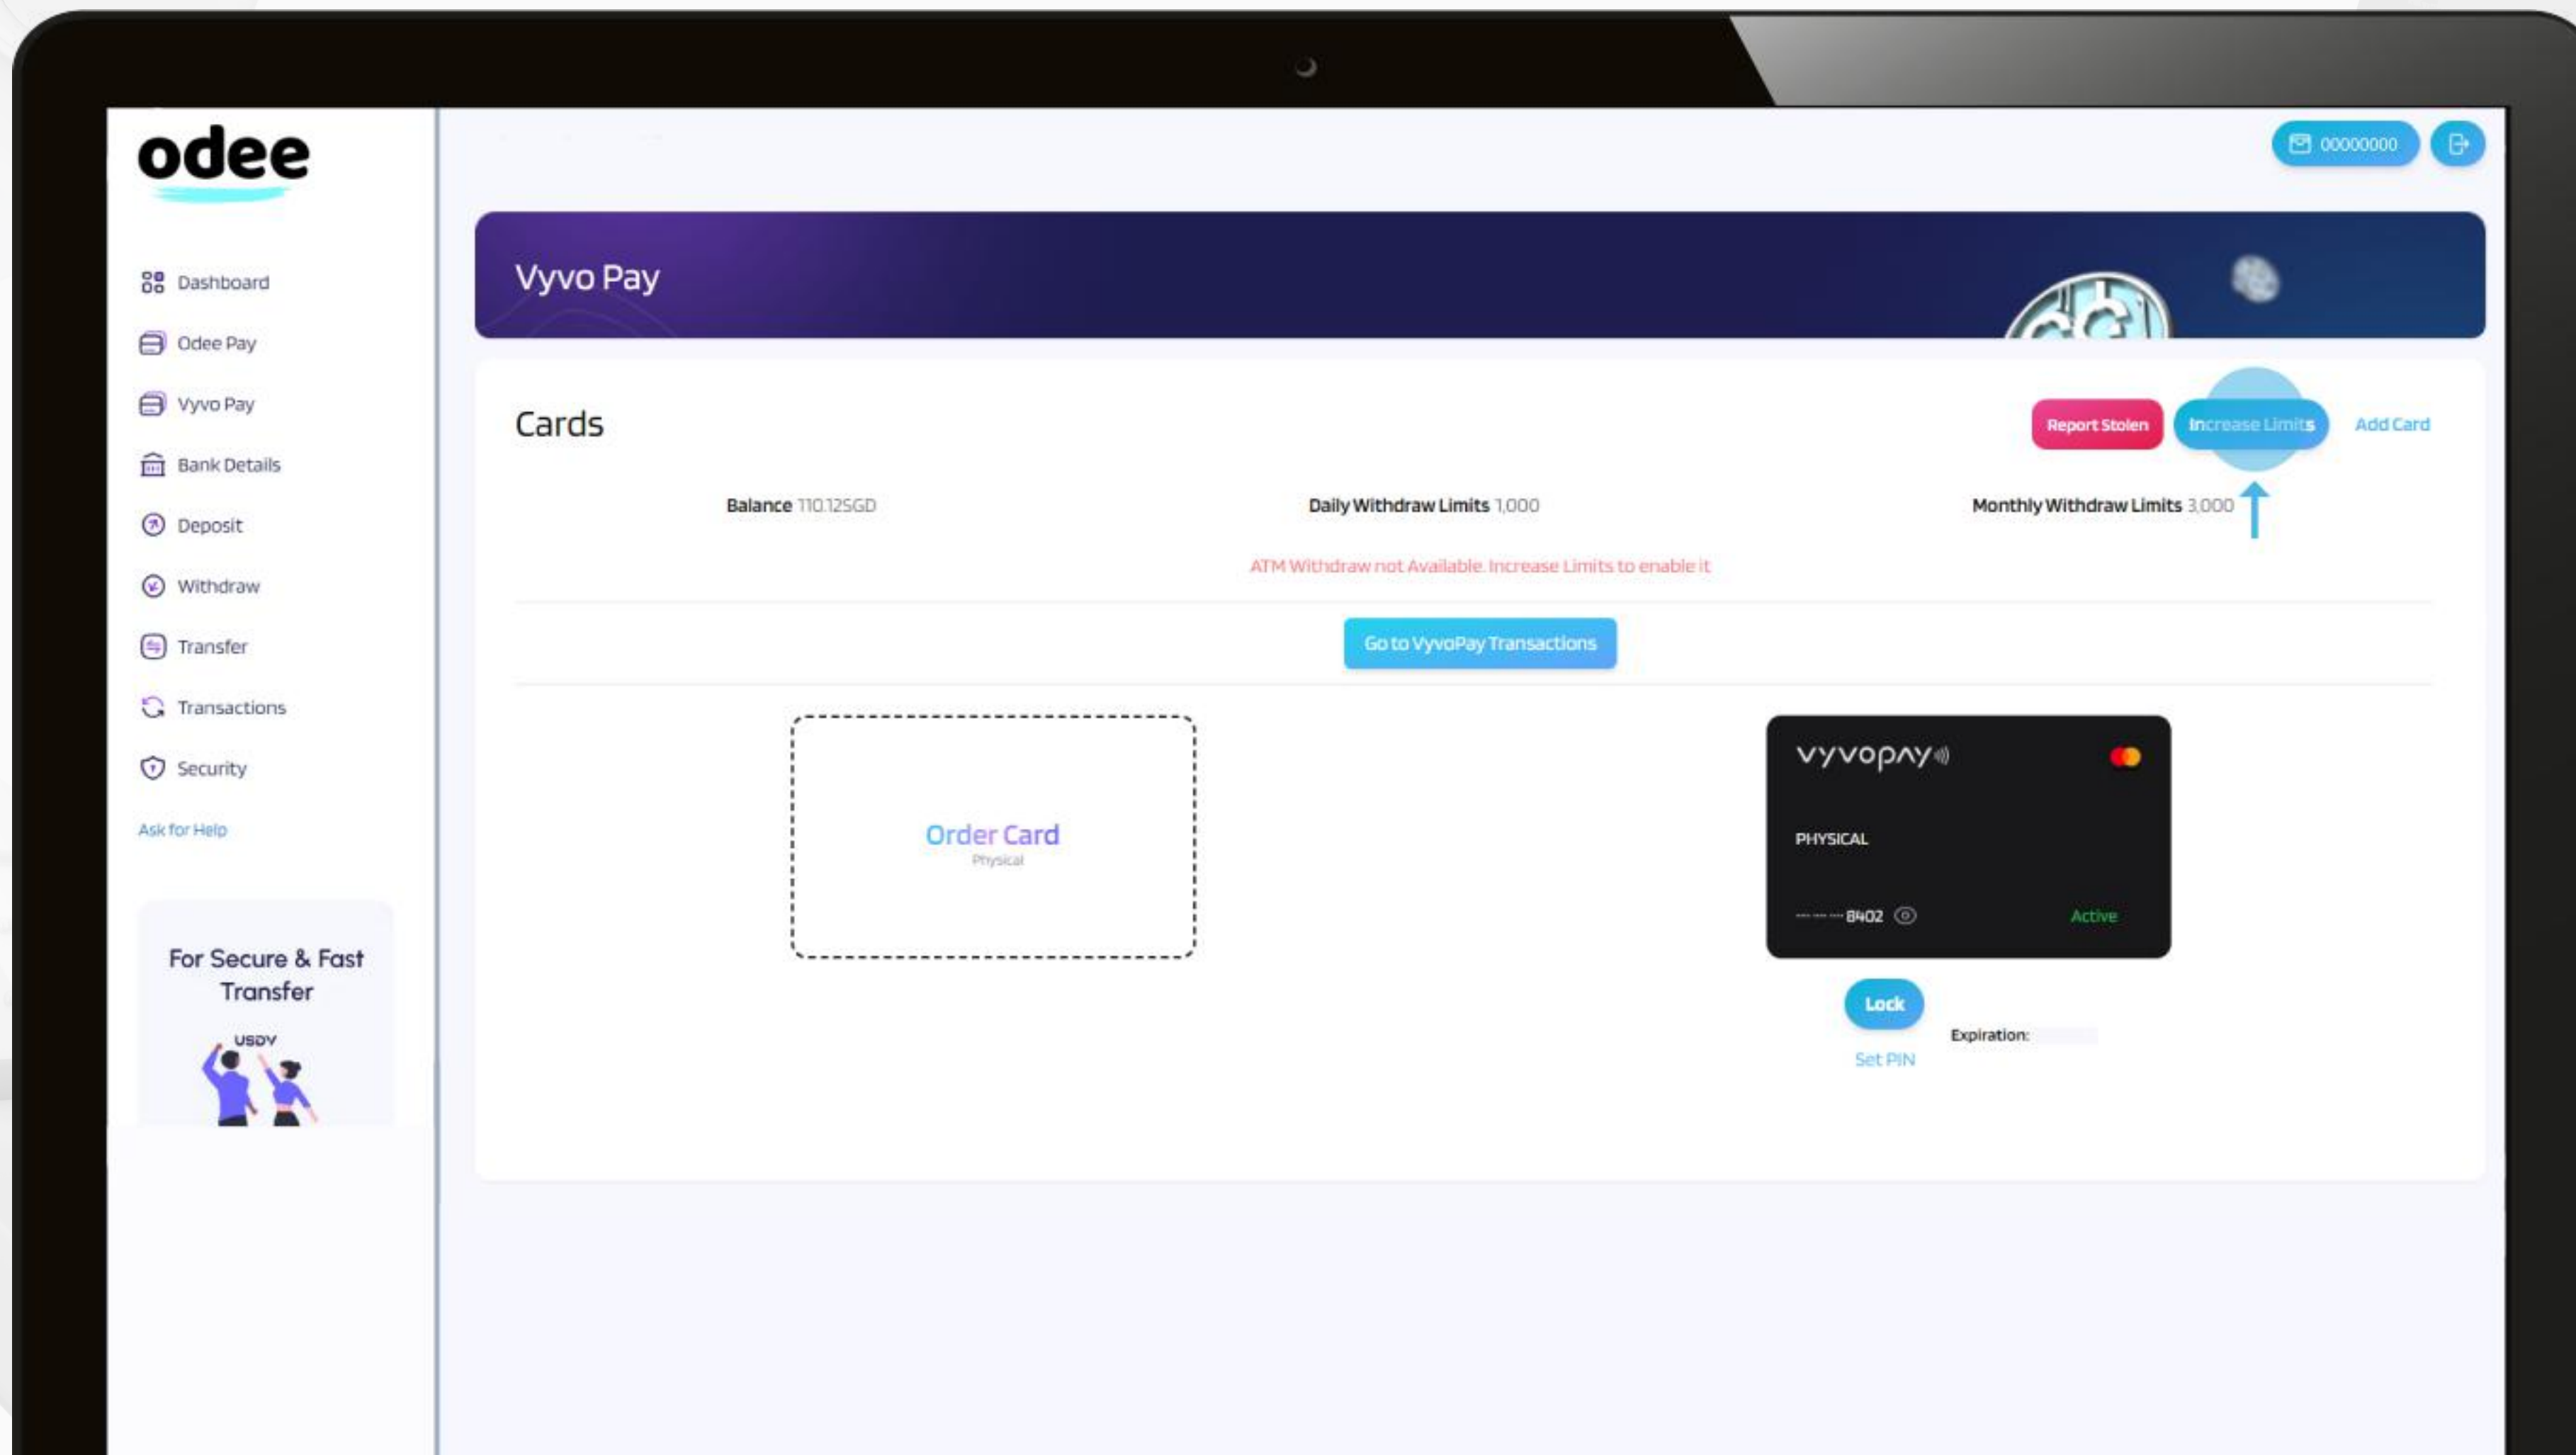 odee
00000000
Dashboard
Odee Pay
Vyvo Pay
Bank Details
Deposit
Withdraw
Transfer
Transactions
Security
Ask for Help
For Secure & Fast
Transfer
USDV
Vyvo Pay
Cards
Report Stolen
Increase Limits
Add Card
Balance 110.12SGD
Daily Withdraw Limits 1,000
Monthly Withdraw Limits 3,000
ATM Withdraw not Available. Increase Limits to enable it
Go to VyvoPay Transactions
Order Card
Physical
vyvopay
PHYSICAL
8402
Active
Lock
Set PIN
Expiration: